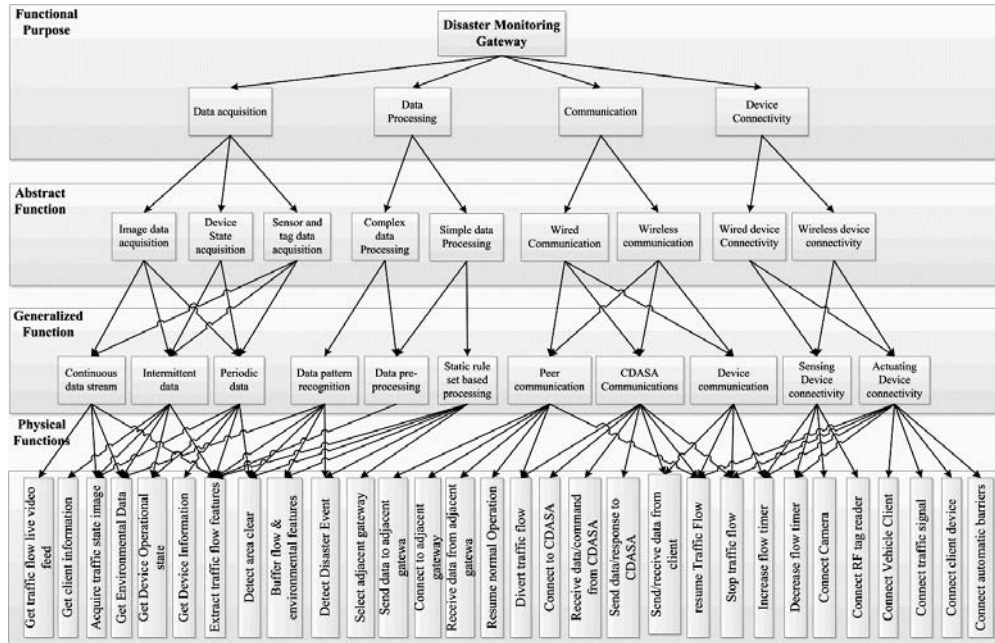 Functional
Purpose
Disaster Monitoring
Gateway
Data acquisition
Data
Processing
Communication
Device
Connectivity
Abstract
Function
Image data
acquisition
Device
State
acquisition
Sensor and
tag data
acquisition
Complex
data
Processing
Simple data
Processing
Wired
Communication
Wireless
communication
Wired device
Connectivity
Wireless device
connectivity
Generalized
Function
Continuous
data stream
Intermittent
data
Periodic
data
Data pattern
recognition
Data pre-
processing
Static rule
set based
processing
Peer
communication
CDASA
Communications
Device
communication
Sensing
Device
connectivity
Actuating
Device
connectivity
Physical
Functions
Get traffic flow live video
feed
Get client information
Acquire traffic state image
Get Environmental Data
Get Device Operational
state
Get Device Information
Extract traffic flow features
Detect area clear
Buffer flow &
environmental features
Detect Disaster Event
Select adjacent gateway
Send data to adjacent
gatewa
Connect to adjacent
gateway
Receive data from adjacent
gatewa
Resume normal Operation
Divert traffic flow
Connect to CDASA
Receive data/command
from CDASA
Send data/response to
CDASA
Send/receive data from
client
resume Traffic Flow
Stop traffic flow
Increase flow timer
Decrease flow timer
Connect Camera
Connect RF tag reader
Connect Vehicle Client
Connect traffic signal
Connect client device
Connect automatic barriers